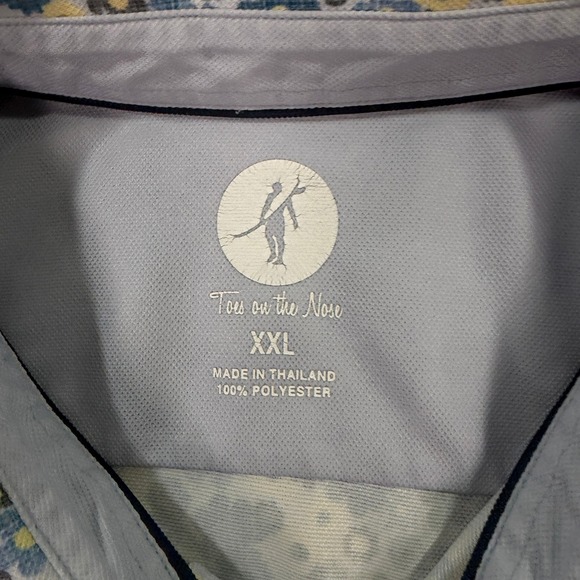 Toes on the Nose
XXL
MADE IN THAILAND
100% POLYESTER